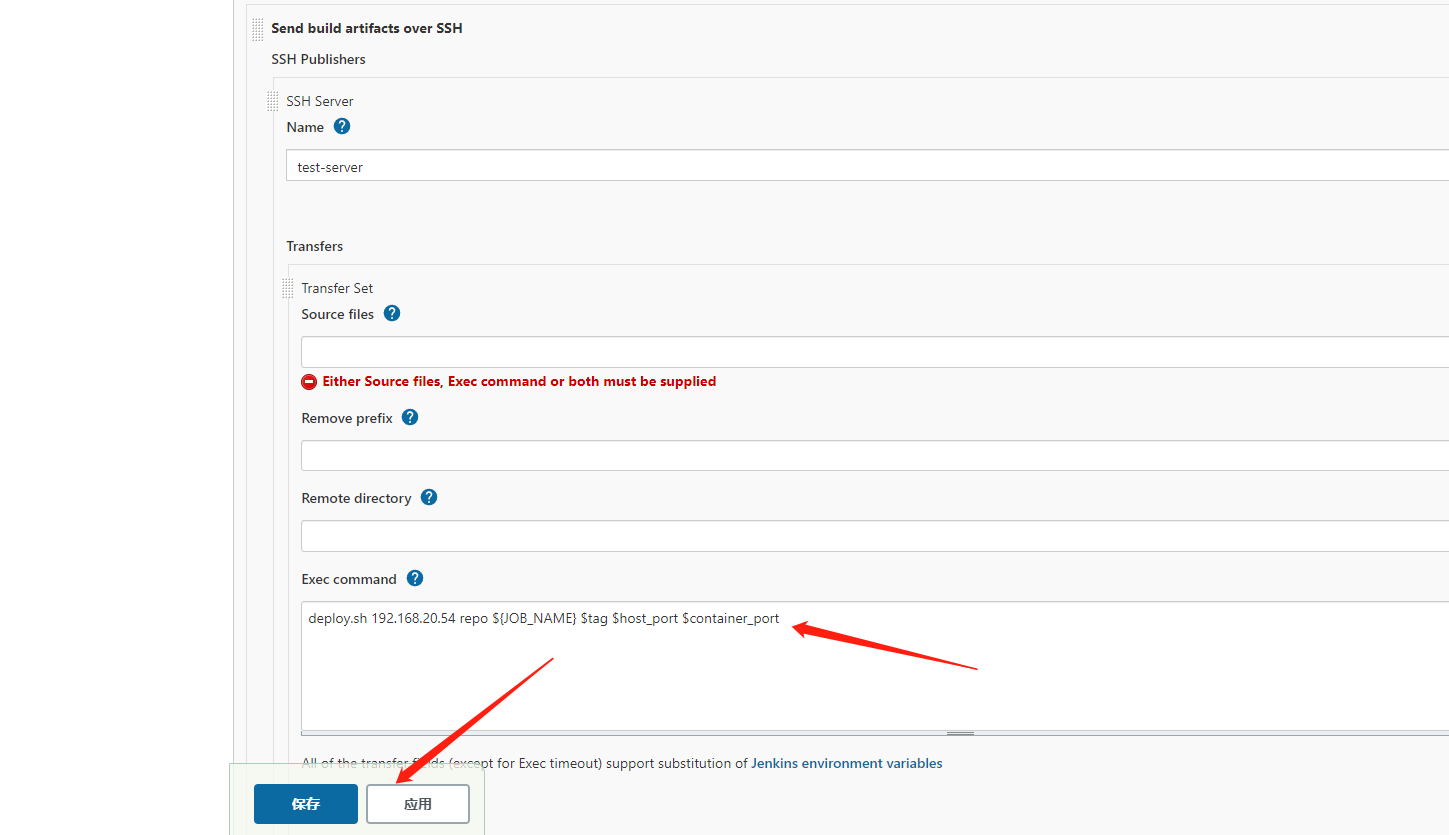 Send build artifacts over SSH
SSH Publishers
SSH Server
Name ?
test-server
Transfers
Transfer Set
Source files ?
Either Source files, Exec command or both must be supplied
Remove prefix ?
Remote directory ?
Exec command ?
deploy.sh 192.168.20.54 repo ${JOB_NAME} $tag $host_port $container_port
All of the transfer fields (except for Exec timeout) support substitution of Jenkins environment variables
保存 应用